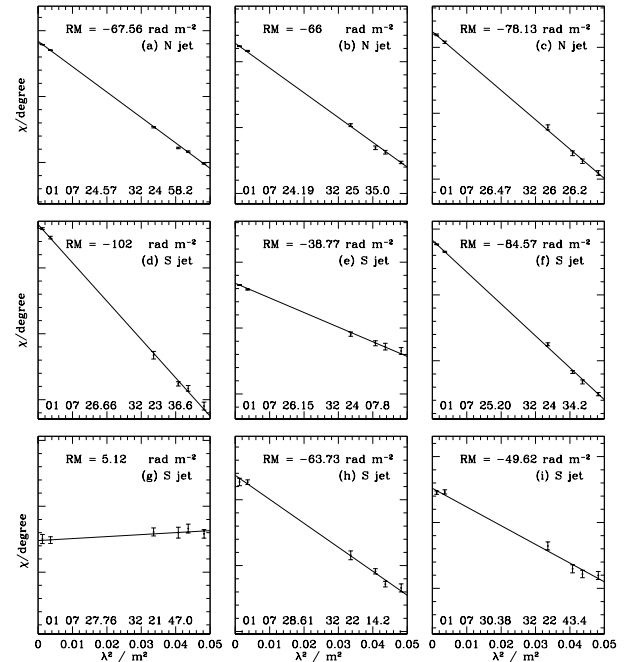 RM = −67.56 rad m⁻²
(a) N jet
01 07 24.57 32 24 58.2
RM = −66 rad m⁻²
(b) N jet
01 07 24.19 32 25 35.0
RM = −78.13 rad m⁻²
(c) N jet
01 07 26.47 32 26 26.2
χ/degree
RM = −102 rad m⁻²
(d) S jet
01 07 26.66 32 23 36.6
RM = −38.77 rad m⁻²
(e) S jet
01 07 26.15 32 24 07.8
RM = −84.57 rad m⁻²
(f) S jet
01 07 25.20 32 24 34.2
χ/degree
RM = 5.12 rad m⁻²
(g) S jet
01 07 27.76 32 21 47.0
RM = −63.73 rad m⁻²
(h) S jet
01 07 28.61 32 22 14.2
RM = −49.62 rad m⁻²
(i) S jet
01 07 30.38 32 22 43.4
χ/degree
0 0.01 0.02 0.03 0.04 0.05
0 0.01 0.02 0.03 0.04 0.05
0 0.01 0.02 0.03 0.04 0.05
λ² / m²
λ² / m²
λ² / m²